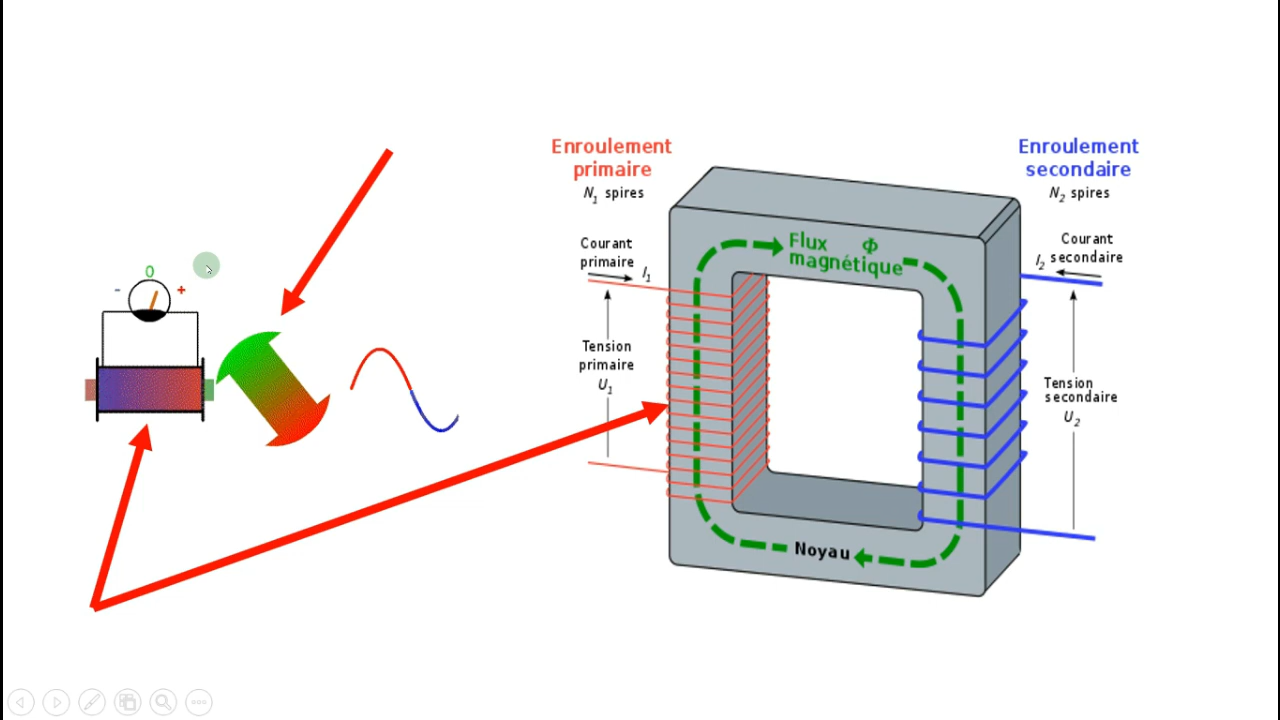 0
- +
Enroulement
primaire
N1 spires
Courant
primaire
I1
Tension
primaire
U1
Flux Φ
magnétique
Noyau
Enroulement
secondaire
N2 spires
Courant
I2 secondaire
Tension
secondaire
U2